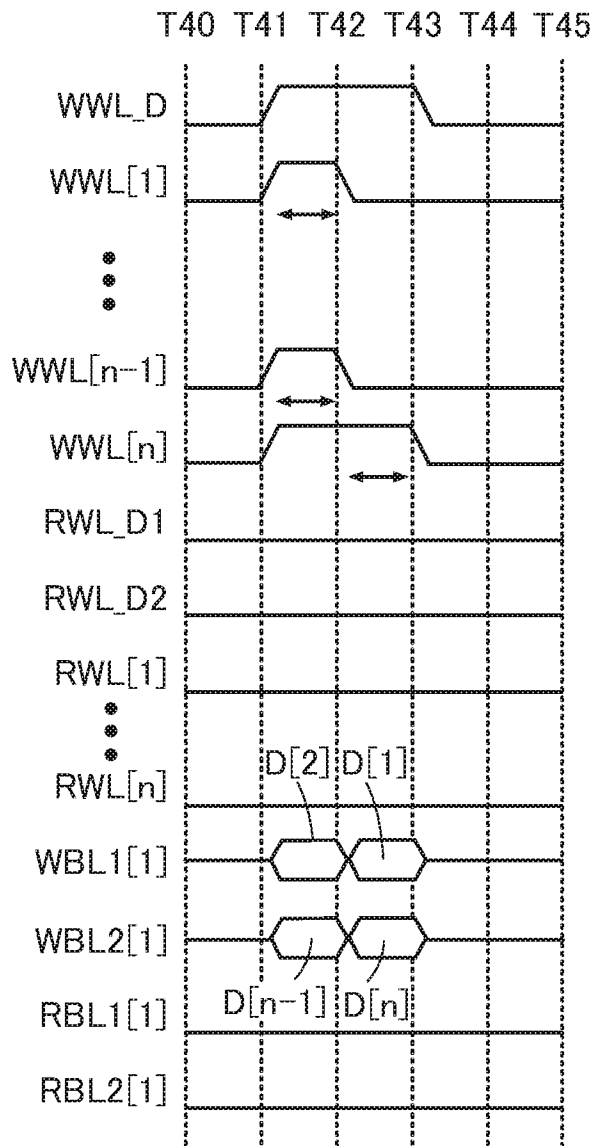 T40 T41 T42 T43 T44 T45
WWL_D
WWL[1]
WWL[n-1]
WWL[n]
RWL_D1
RWL_D2
RWL[1]
RWL[n]
D[2] D[1]
WBL1[1]
WBL2[1]
D[n-1] D[n]
RBL1[1]
RBL2[1]